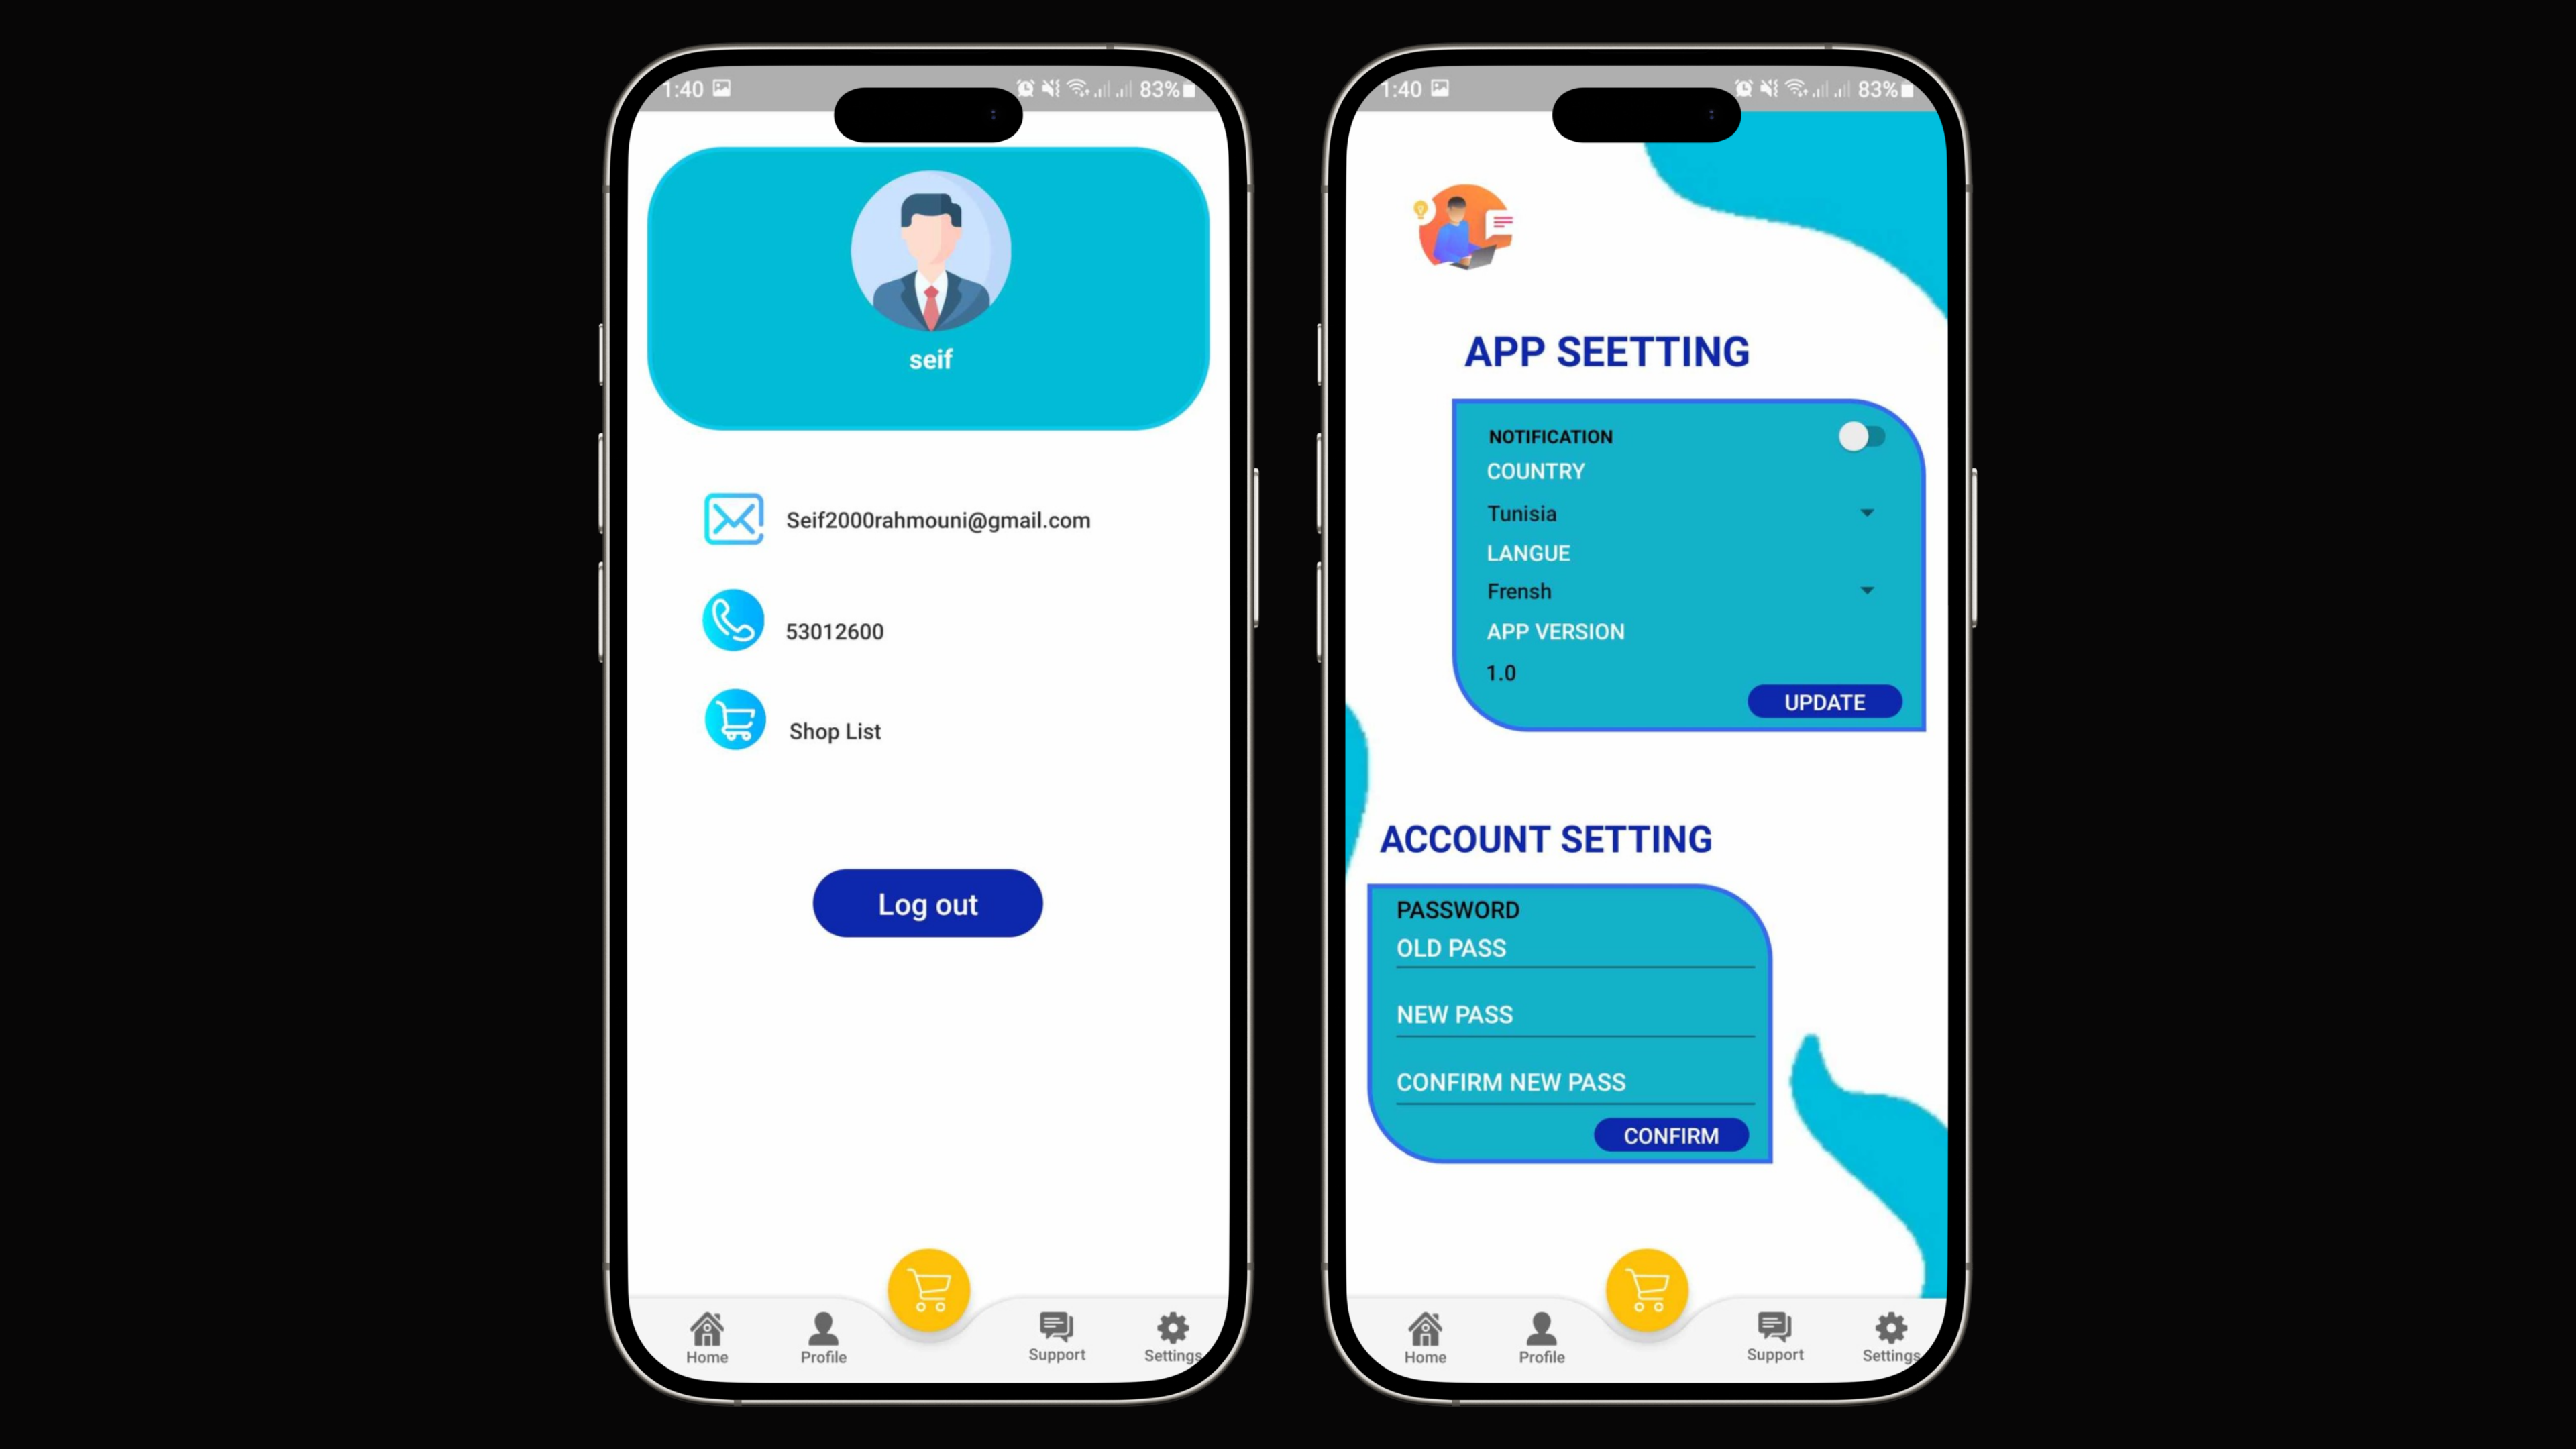 1:40
83%
seif
Seif2000rahmouni@gmail.com
53012600
Shop List
Log out
Home
Profile
Support
Settings
1:40
83%
APP SEETTING
NOTIFICATION
COUNTRY
Tunisia
LANGUE
Frensh
APP VERSION
1.0
UPDATE
ACCOUNT SETTING
PASSWORD
OLD PASS
NEW PASS
CONFIRM NEW PASS
CONFIRM
Home
Profile
Support
Settings